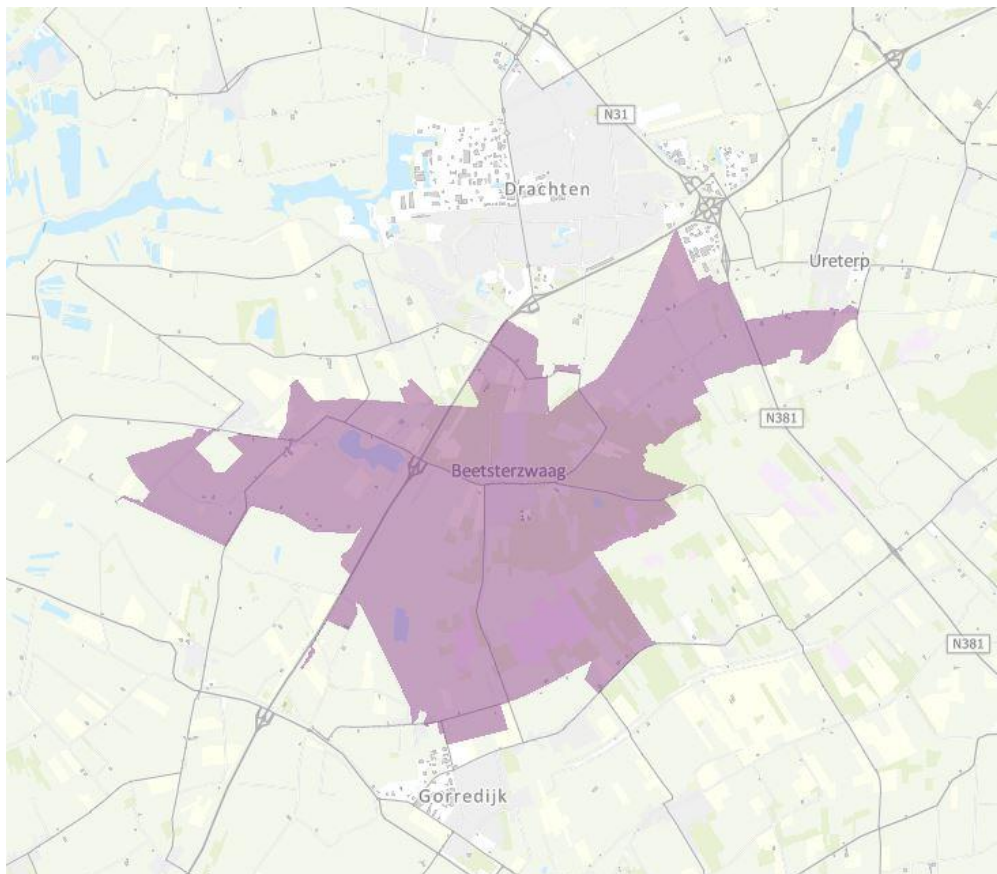 N31
Drachten
Ureterp
N381
Beetsterzwaag
N381
Gorredijk